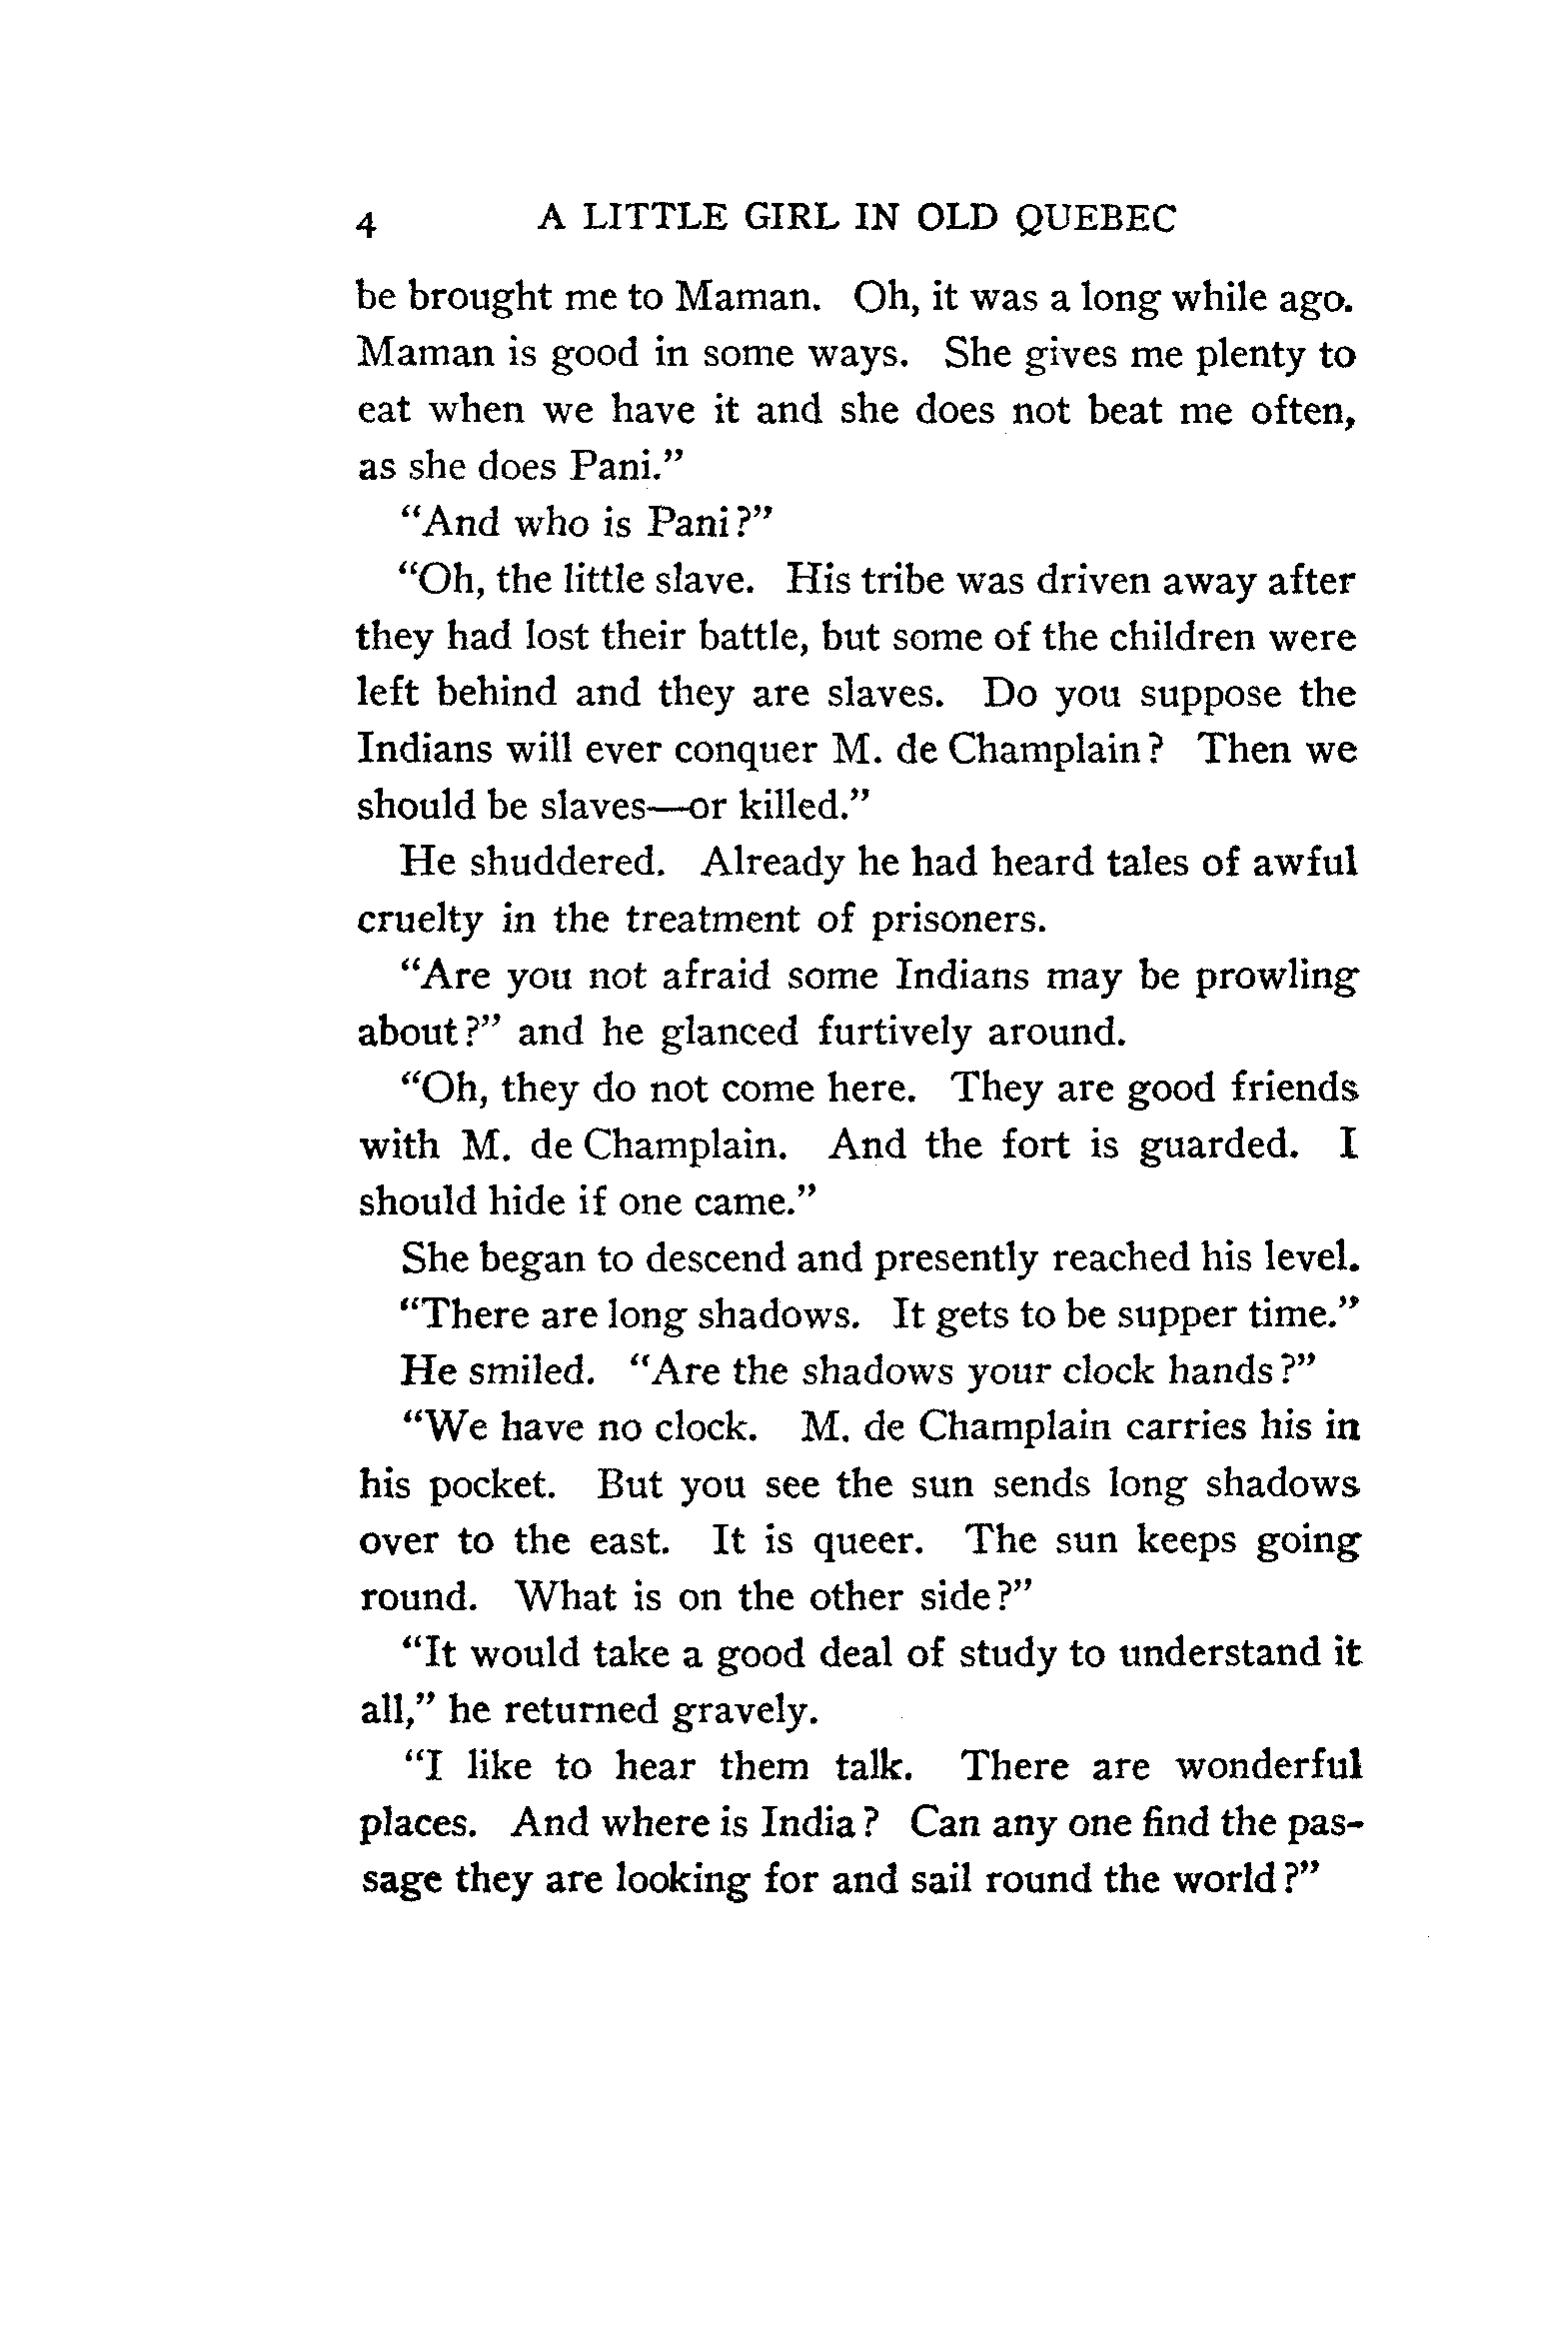 4 A LITTLE GIRL IN OLD QUEBEC
be brought me to Maman. Oh, it was a long while ago.
Maman is good in some ways. She gives me plenty to
eat when we have it and she does not beat me often,
as she does Pani.”
“And who is Pani?”
“Oh, the little slave. His tribe was driven away after
they had lost their battle, but some of the children were
left behind and they are slaves. Do you suppose the
Indians will ever conquer M. de Champlain? Then we
should be slaves—or killed.”
He shuddered. Already he had heard tales of awful
cruelty in the treatment of prisoners.
“Are you not afraid some Indians may be prowling
about?” and he glanced furtively around.
“Oh, they do not come here. They are good friends
with M. de Champlain. And the fort is guarded. I
should hide if one came.”
She began to descend and presently reached his level.
“There are long shadows. It gets to be supper time.”
He smiled. “Are the shadows your clock hands?”
“We have no clock. M. de Champlain carries his in
his pocket. But you see the sun sends long shadows
over to the east. It is queer. The sun keeps going
round. What is on the other side?”
“It would take a good deal of study to understand it
all,” he returned gravely.
“I like to hear them talk. There are wonderful
places. And where is India? Can any one find the pas-
sage they are looking for and sail round the world?”